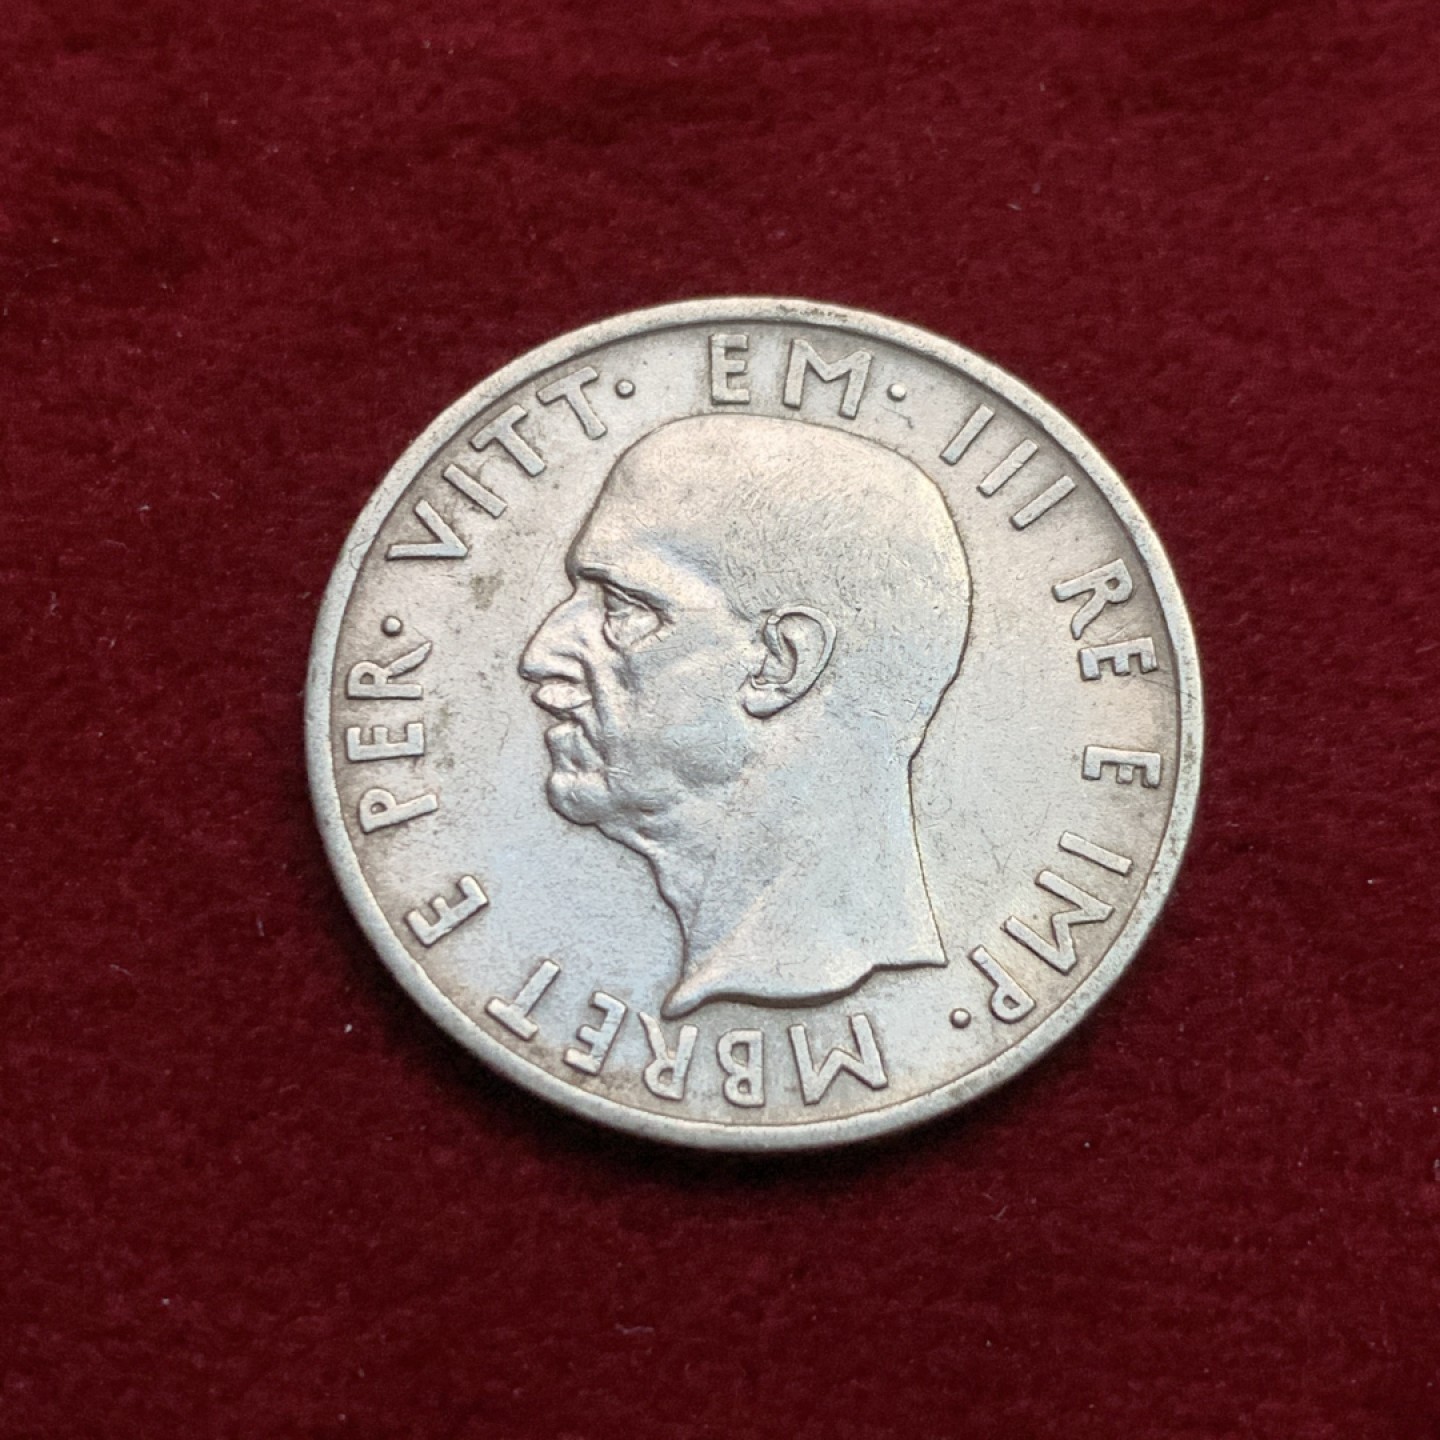 VITT· EM· III RE E IMP· MBRET E PER·